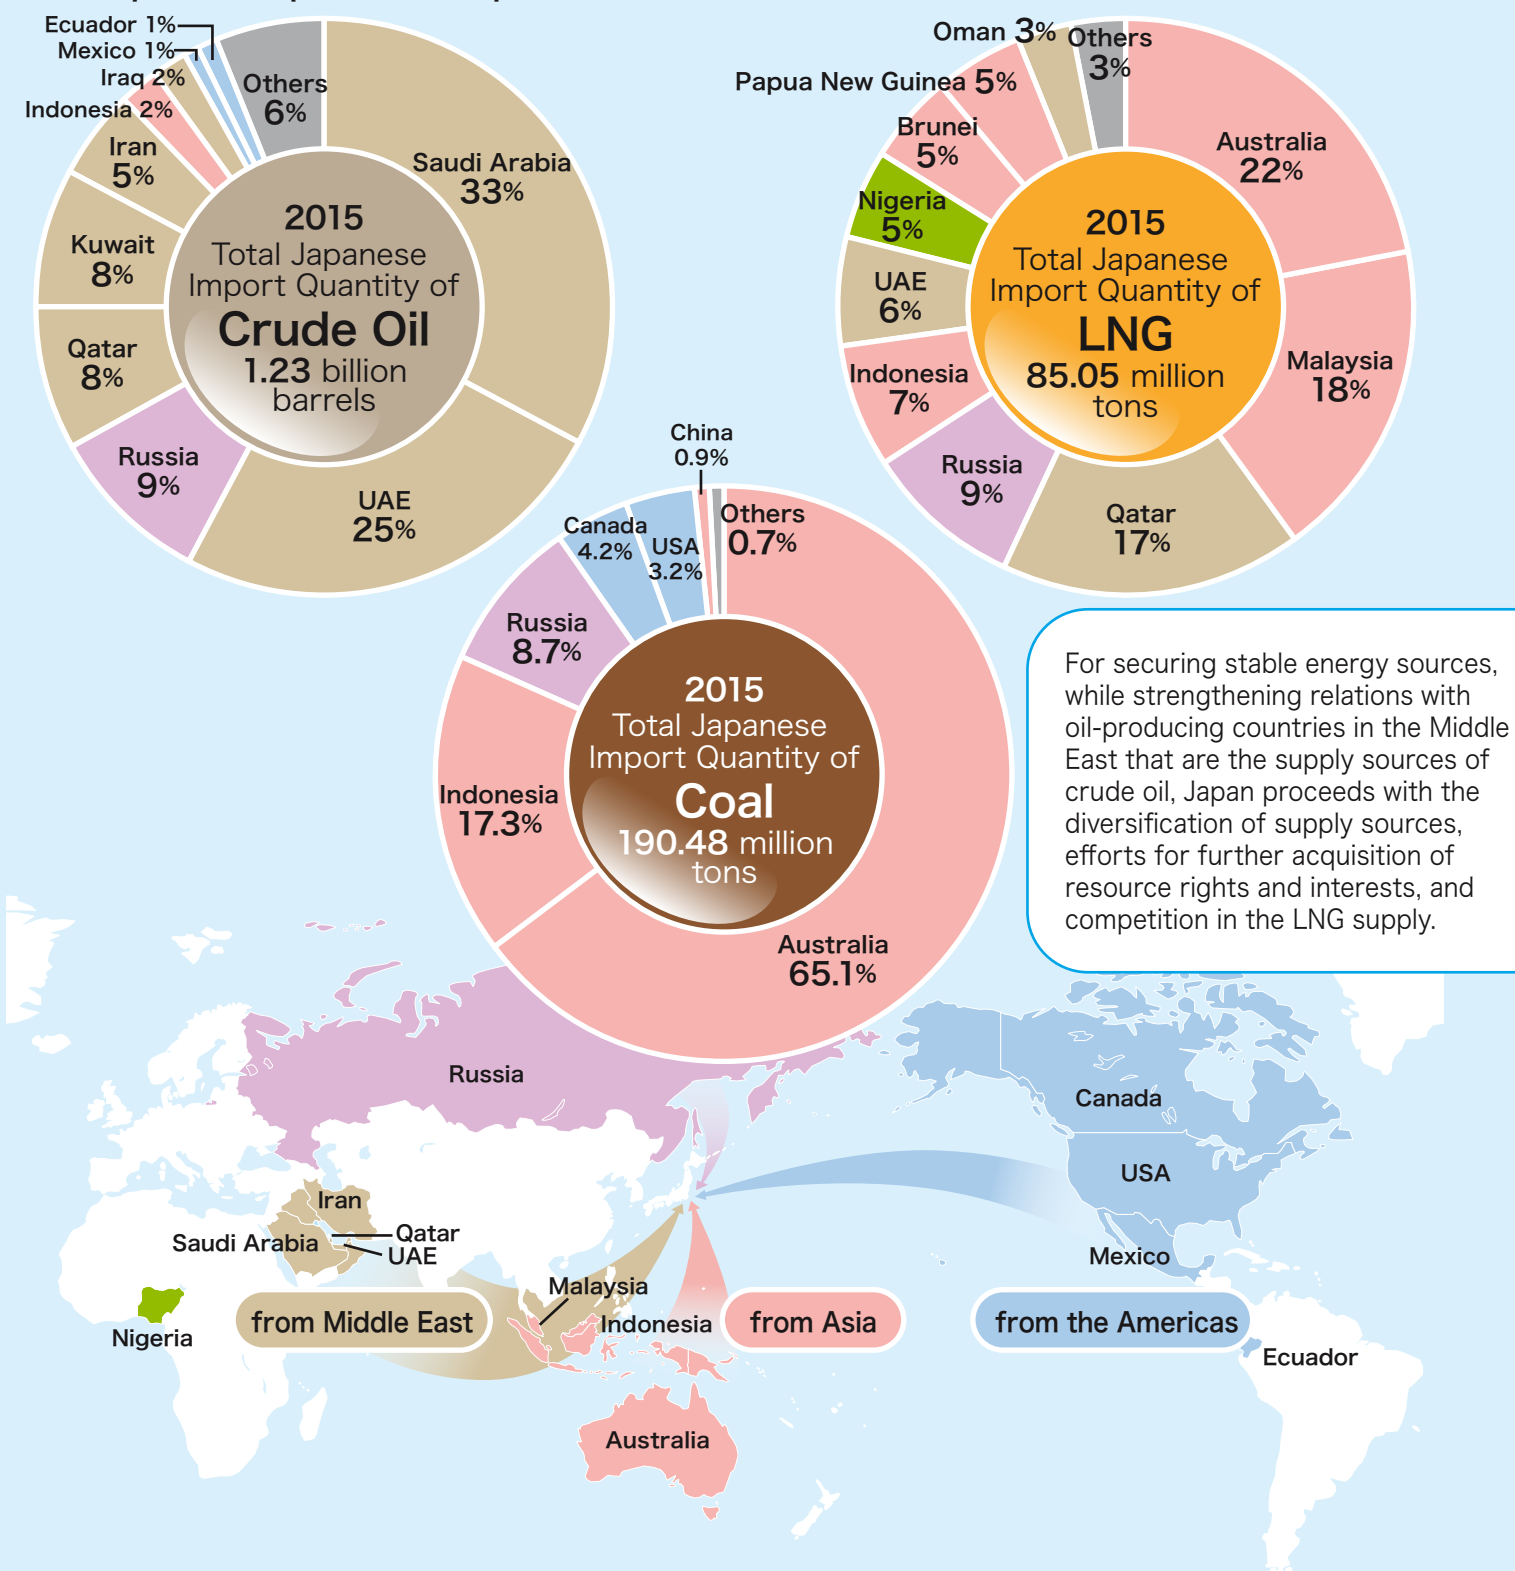 Ecuador 1%
Mexico 1%
Iraq 2%
Indonesia 2%
Iran
5%
Kuwait
8%
Qatar
8%
Russia
9%
UAE
25%
Saudi Arabia
33%
Others
6%
2015
Total Japanese
Import Quantity of
Crude Oil
1.23 billion
barrels
Oman 3%
Others
3%
Papua New Guinea 5%
Brunei
5%
Nigeria
5%
UAE
6%
Indonesia
7%
Russia
9%
Qatar
17%
Malaysia
18%
Australia
22%
2015
Total Japanese
Import Quantity of
LNG
85.05 million
tons
China
0.9%
Others
0.7%
Canada
4.2%
USA
3.2%
Russia
8.7%
Indonesia
17.3%
Australia
65.1%
2015
Total Japanese
Import Quantity of
Coal
190.48 million
tons
For securing stable energy sources,
while strengthening relations with
oil-producing countries in the Middle
East that are the supply sources of
crude oil, Japan proceeds with the
diversification of supply sources,
efforts for further acquisition of
resource rights and interests, and
competition in the LNG supply.
Russia
Canada
USA
Mexico
Iran
Saudi Arabia
Qatar
UAE
Malaysia
Indonesia
Nigeria
from Middle East
from Asia
from the Americas
Ecuador
Australia